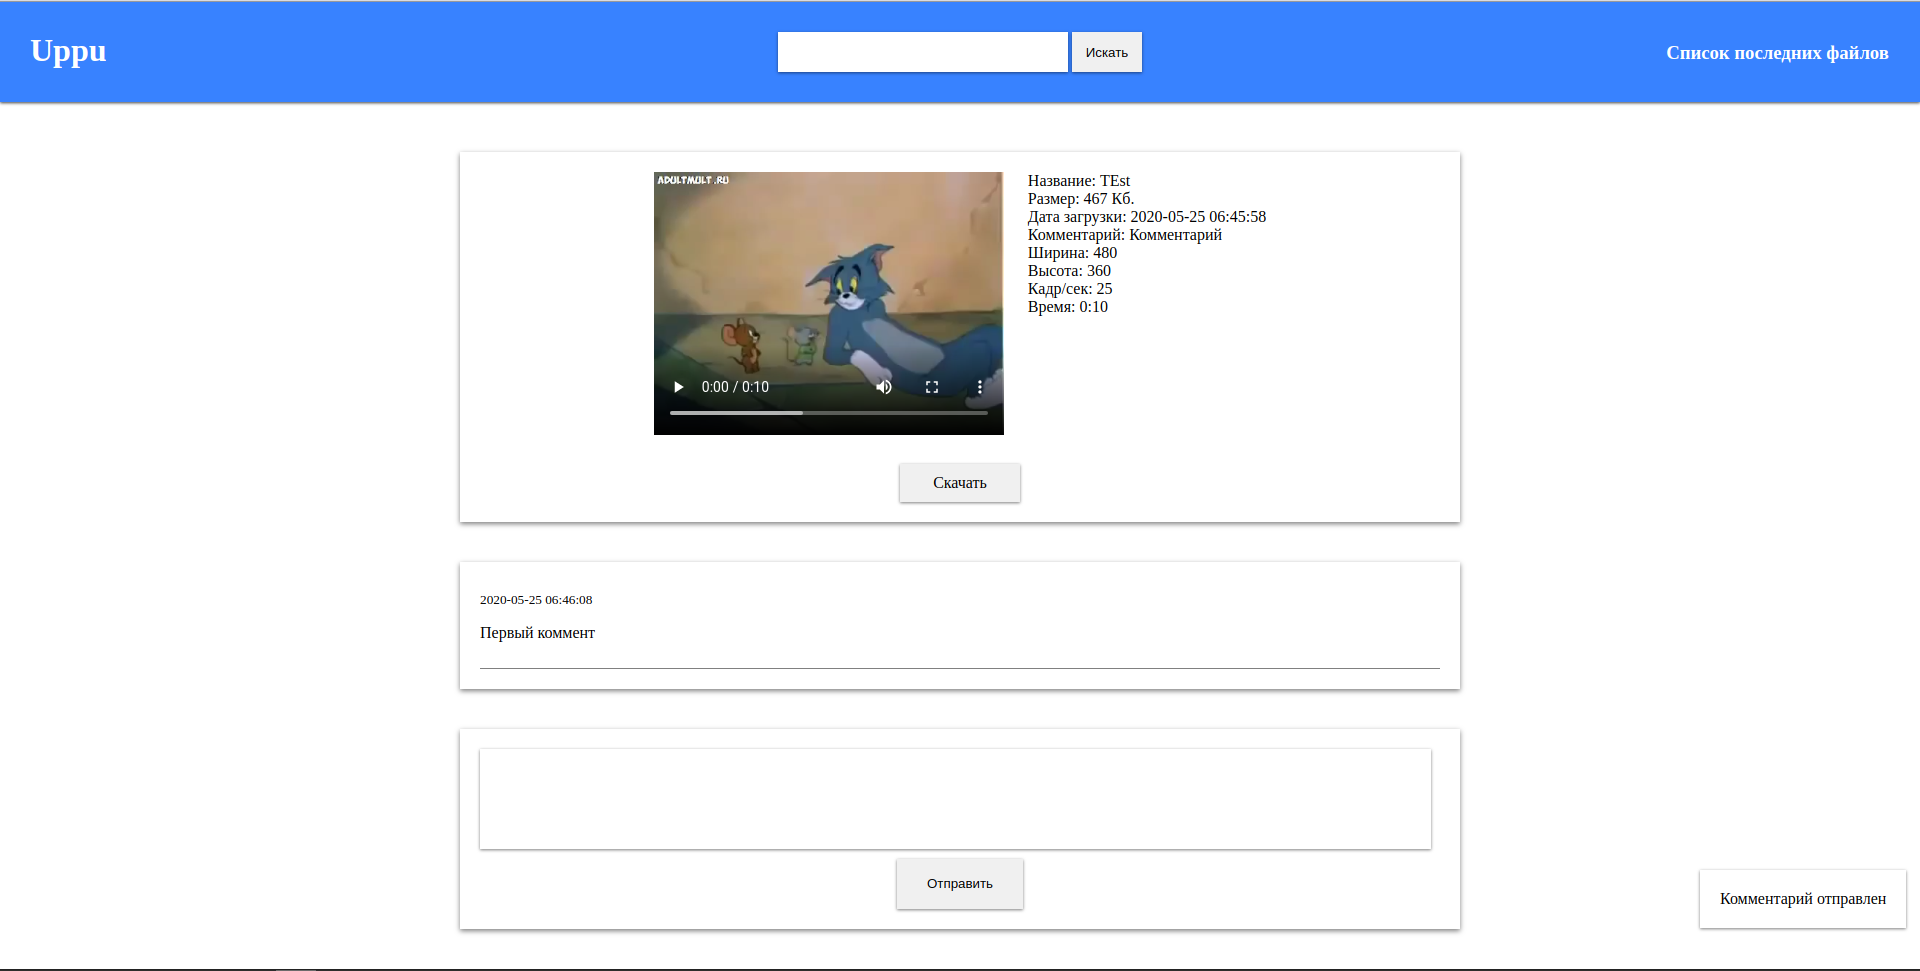 Uppu
Искать
Список последних файлов
ADULTMULT.RU
Название: TEst
Размер: 467 Кб.
Дата загрузки: 2020-05-25 06:45:58
Комментарий: Комментарий
Ширина: 480
Высота: 360
Кадр/сек: 25
Время: 0:10
0:00 / 0:10
Скачать
2020-05-25 06:46:08
Первый коммент
Отправить
Комментарий отправлен